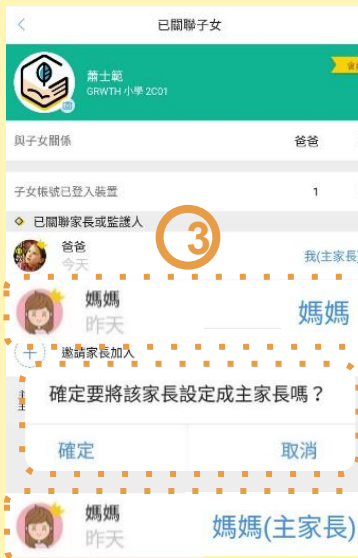 已關聯子女
蕭士範
GRWTH 小學 2C01
與子女關係 爸爸
子女帳號已登入裝置 1
已關聯家長或監護人
3
爸爸
今天 我(主家長
媽媽
昨天 媽媽
邀請家長加入
確定要將該家長設定成主家長嗎？
確定 取消
媽媽
昨天 媽媽(主家長)